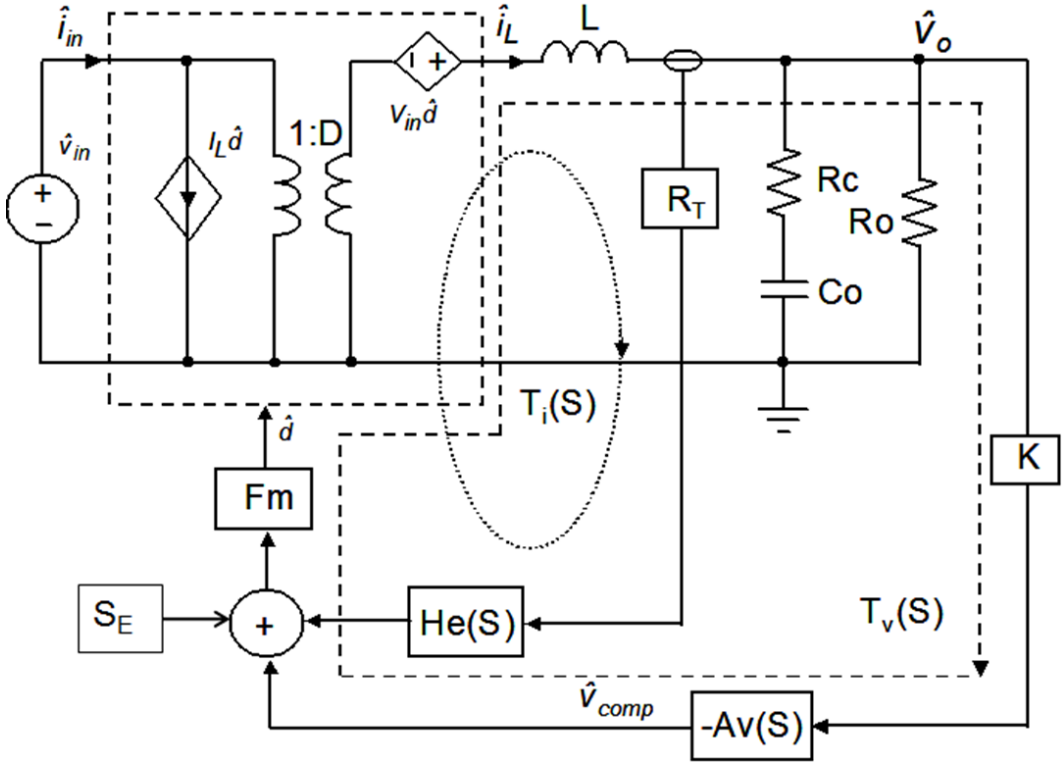 î_in
î_L
L
v̂_o
v̂_in
I_L d̂
1:D
− +
V_in d̂
+
−
R_T
Rc
Ro
Co
T_i(S)
d̂
K
Fm
S_E
+
He(S)
T_v(S)
v̂_comp
-Av(S)